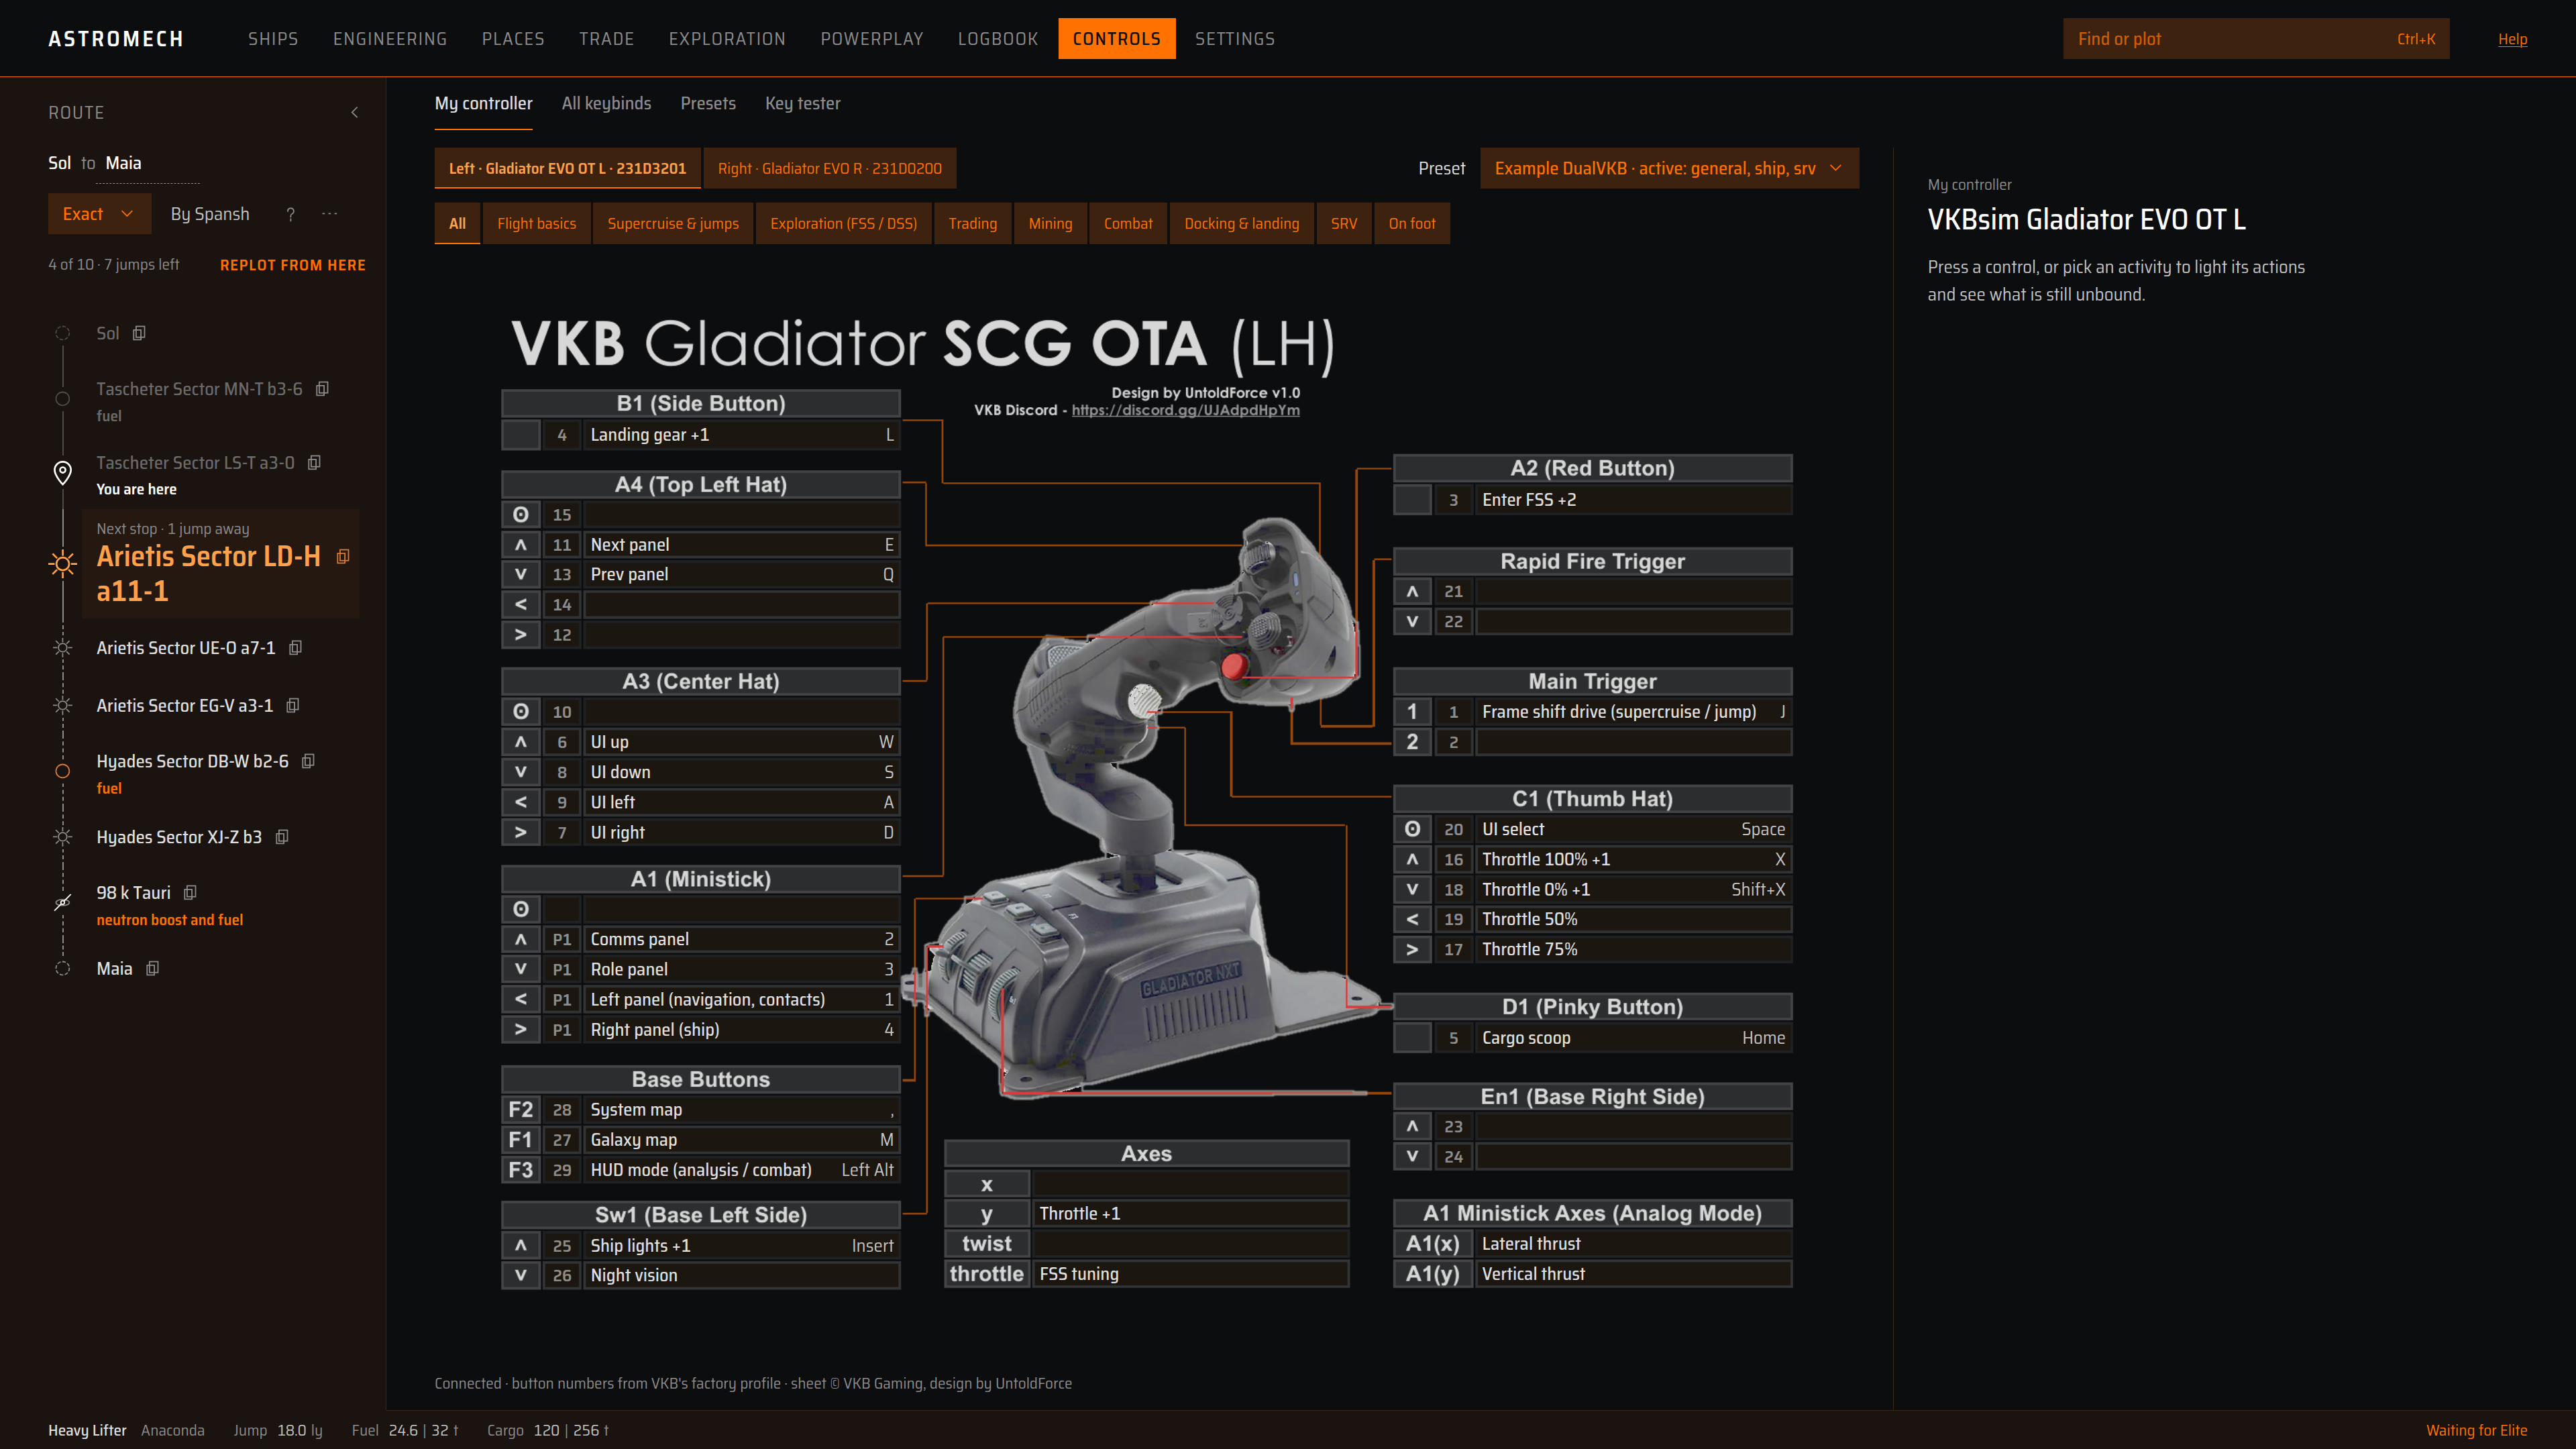 ASTROMECH
SHIPS
ENGINEERING
PLACES
TRADE
EXPLORATION
POWERPLAY
LOGBOOK
CONTROLS
SETTINGS
Find or plot
Ctrl+K
Help
ROUTE
Sol to Maia
Exact
By Spansh
?
4 of 10 · 7 jumps left
REPLOT FROM HERE
Sol
Tascheter Sector MN-T b3-6
fuel
Tascheter Sector LS-T a3-0
You are here
Next stop · 1 jump away
Arietis Sector LD-H
a11-1
Arietis Sector UE-O a7-1
Arietis Sector EG-V a3-1
Hyades Sector DB-W b2-6
fuel
Hyades Sector XJ-Z b3
98 k Tauri
neutron boost and fuel
Maia
My controller
All keybinds
Presets
Key tester
Left · Gladiator EVO OT L · 231D3201
Right · Gladiator EVO R · 231D0200
Preset
Example DualVKB · active: general, ship, srv
All
Flight basics
Supercruise & jumps
Exploration (FSS / DSS)
Trading
Mining
Combat
Docking & landing
SRV
On foot
VKB Gladiator SCG OTA (LH)
Design by UntoldForce v1.0
VKB Discord - https://discord.gg/UJAdpdHpYm
B1 (Side Button)
4 Landing gear +1 L
A4 (Top Left Hat)
15
11 Next panel E
13 Prev panel Q
< 14
> 12
A3 (Center Hat)
10
6 UI up W
8 UI down S
< 9 UI left A
> 7 UI right D
A1 (Ministick)
P1 Comms panel 2
P1 Role panel 3
< P1 Left panel (navigation, contacts) 1
> P1 Right panel (ship) 4
Base Buttons
F2 28 System map ,
F1 27 Galaxy map M
F3 29 HUD mode (analysis / combat) Left Alt
Sw1 (Base Left Side)
25 Ship lights +1 Insert
26 Night vision
GLADIATOR NXT
Axes
x
y Throttle +1
twist
throttle FSS tuning
A2 (Red Button)
3 Enter FSS +2
Rapid Fire Trigger
21
22
Main Trigger
1 1 Frame shift drive (supercruise / jump) J
2 2
C1 (Thumb Hat)
20 UI select Space
16 Throttle 100% +1 X
18 Throttle 0% +1 Shift+X
< 19 Throttle 50%
> 17 Throttle 75%
D1 (Pinky Button)
5 Cargo scoop Home
En1 (Base Right Side)
23
24
A1 Ministick Axes (Analog Mode)
A1(x) Lateral thrust
A1(y) Vertical thrust
Connected · button numbers from VKB's factory profile · sheet © VKB Gaming, design by UntoldForce
My controller
VKBsim Gladiator EVO OT L
Press a control, or pick an activity to light its actions
and see what is still unbound.
Heavy Lifter Anaconda Jump 18.0 ly Fuel 24.6 | 32 t Cargo 120 | 256 t
Waiting for Elite